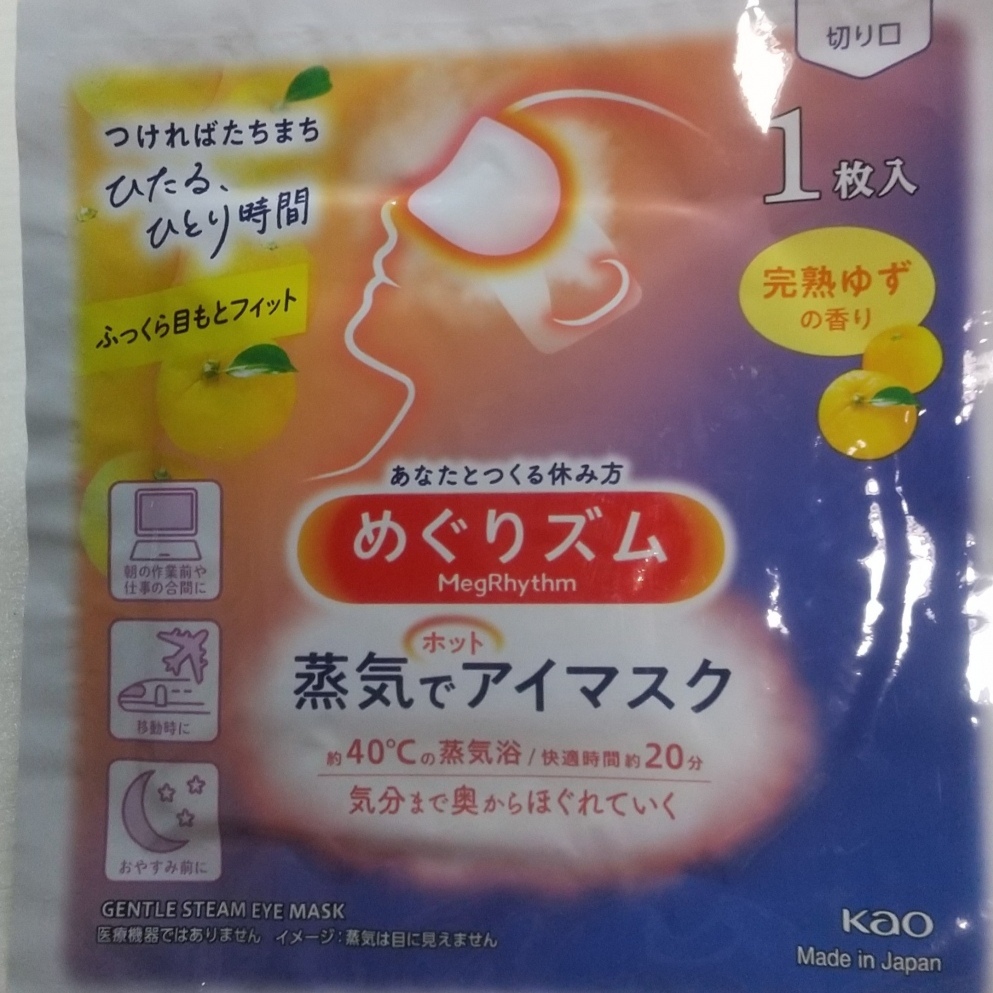 切り口
つければたちまち
ひたる、
ひとり時間
1枚入
ふっくら目もとフィット
完熟ゆず
の香り
あなたとつくる休み方
めぐりズム
MegRhythm
ホット
蒸気でアイマスク
約40℃の蒸気浴/快適時間約20分
気分まで奥からほぐれていく
朝の作業前や
仕事の合間に
移動時に
おやすみ前に
GENTLE STEAM EYE MASK
医療機器ではありません イメージ:蒸気は目に見えません
Kao
Made in Japan